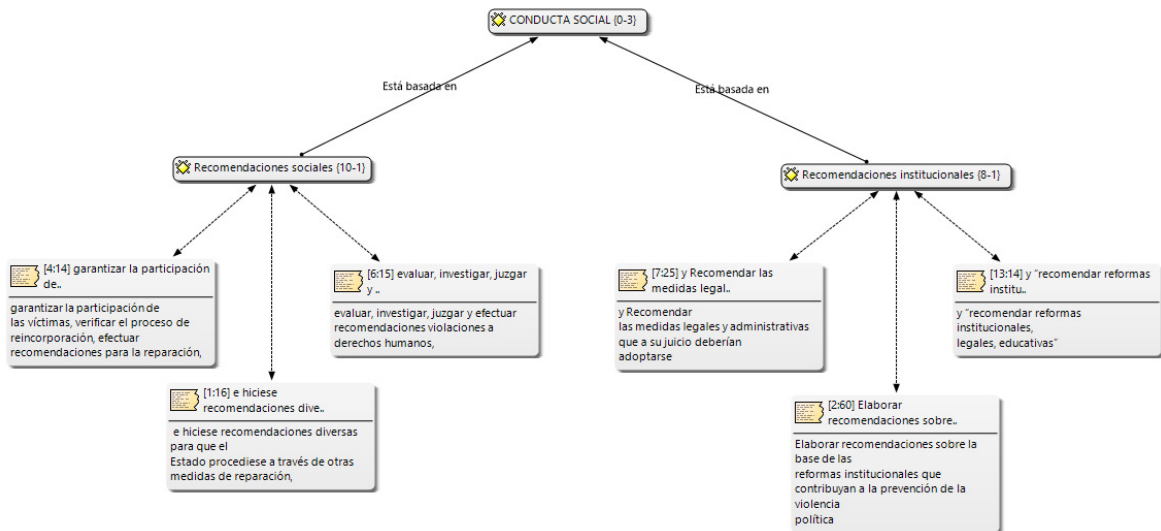 CONDUCTA SOCIAL {0-3}
Está basada en
Está basada en
Recomendaciones sociales {10-1}
Recomendaciones institucionales {8-1}
[4:14] garantizar la participación
de..
garantizar la participación de
las víctimas, verificar el proceso de
reincorporación, efectuar
recomendaciones para la reparación,
[6:15] evaluar, investigar, juzgar
y ..
evaluar, investigar, juzgar y efectuar
recomendaciones violaciones a
derechos humanos,
[7:25] y Recomendar las
medidas legal..
y Recomendar
las medidas legales y administrativas
que a su juicio deberían
adoptarse
[13:14] y “recomendar reformas
institu..
y “recomendar reformas
institucionales,
legales, educativas”
[1:16] e hiciese
recomendaciones dive..
e hiciese recomendaciones diversas
para que el
Estado procediese a través de otras
medidas de reparación,
[2:60] Elaborar
recomendaciones sobre..
Elaborar recomendaciones sobre la
base de las
reformas institucionales que
contribuyan a la prevención de la
violencia
política